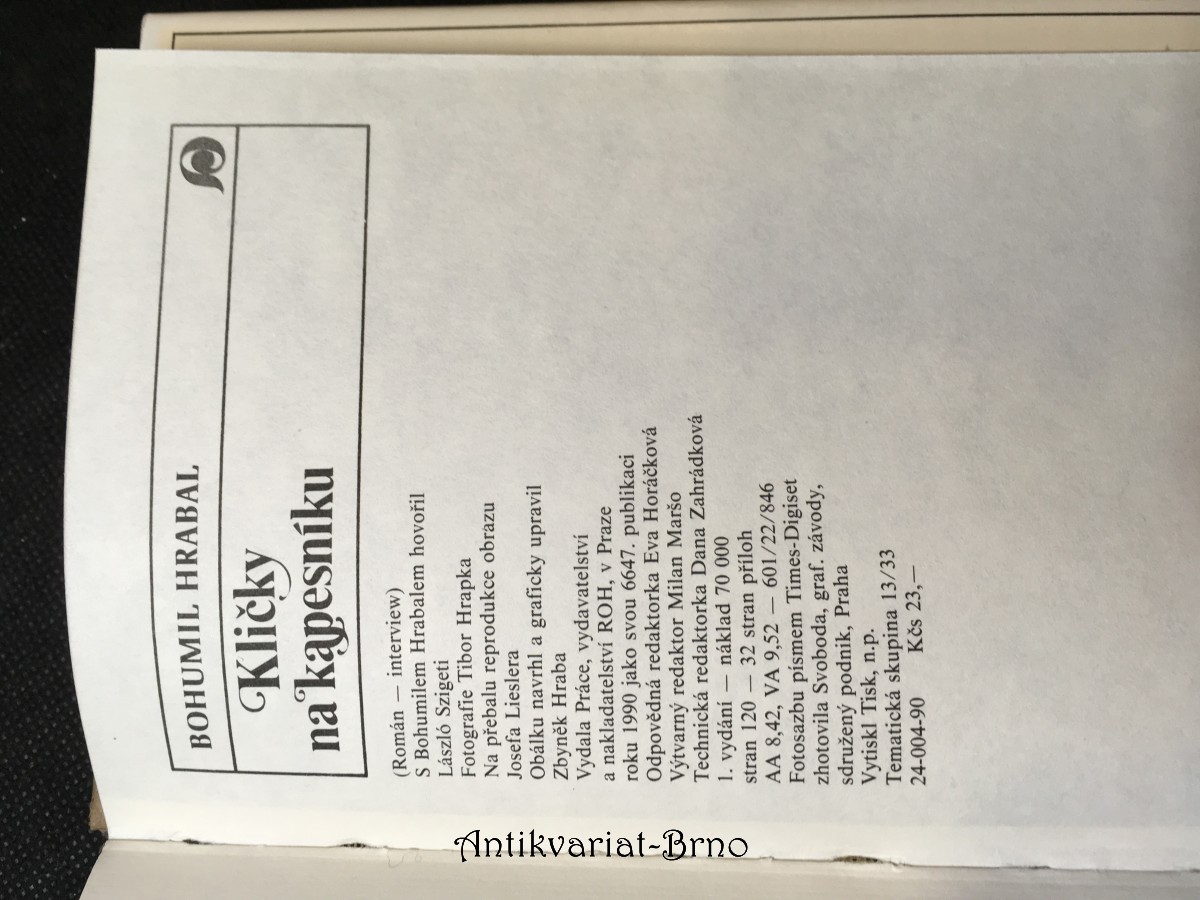 BOHUMIL HRABAL
Kličky
na kapesníku
(Román — interview)
S Bohumilem Hrabalem hovořil
László Szigeti
Fotografie Tibor Hrapka
Na přebalu reprodukce obrazu
Josefa Lieslera
Obálku navrhl a graficky upravil
Zbyněk Hraba
Vydala Práce, vydavatelství
a nakladatelství ROH, v Praze
roku 1990 jako svou 6647. publikaci
Odpovědná redaktorka Eva Horáčková
Výtvarný redaktor Milan Maršo
Technická redaktorka Dana Zahrádková
1. vydání — náklad 70 000
stran 120 — 32 stran příloh
AA 8,42, VA 9,52 — 601/22/846
Fotosazbu písmem Times-Digiset
zhotovila Svoboda, graf. závody,
sdružený podnik, Praha
Vytiskl Tisk, n.p.
Tematická skupina 13/33
24-004-90 Kčs 23,—
Antikvariat-Brno